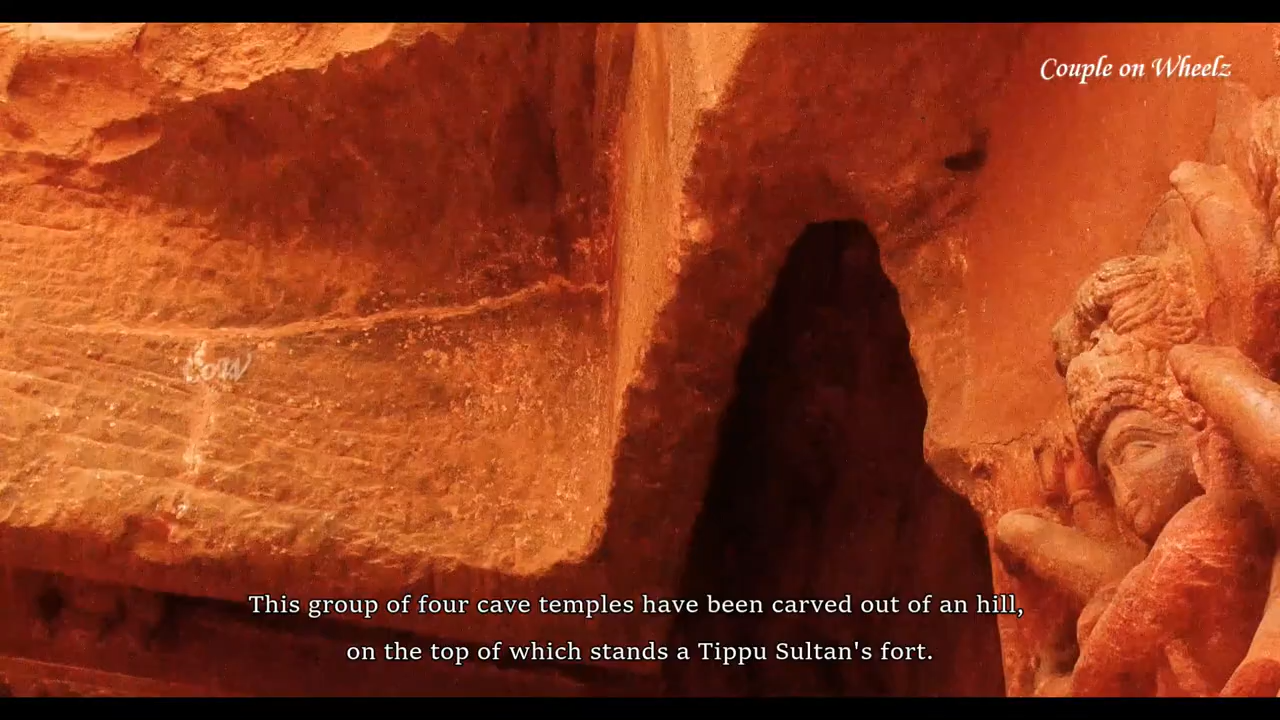 Couple on Wheelz
CoW
This group of four cave temples have been carved out of an hill,
on the top of which stands a Tippu Sultan's fort.